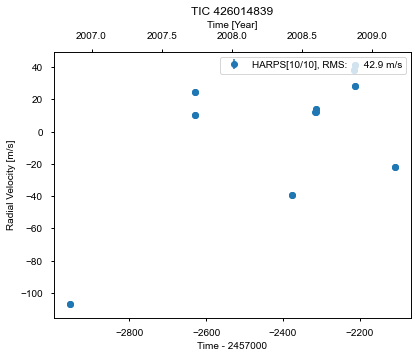 TIC 426014839
Time [Year]
2007.0 2007.5 2008.0 2008.5 2009.0
HARPS[10/10], RMS: 42.9 m/s
40
20
0
−20
−40
−60
−80
−100
Radial Velocity [m/s]
−2800 −2600 −2400 −2200
Time - 2457000